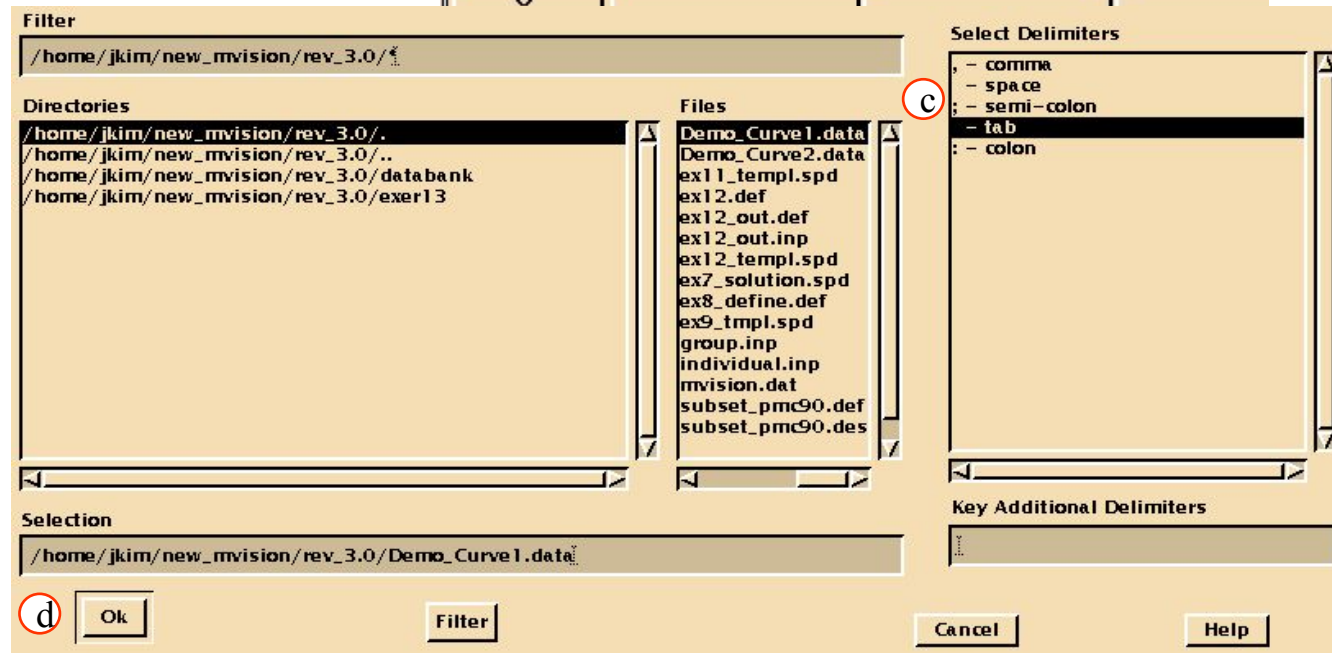 Filter
/home/jkim/new_mvision/rev_3.0/*
Directories
/home/jkim/new_mvision/rev_3.0/.
/home/jkim/new_mvision/rev_3.0/..
/home/jkim/new_mvision/rev_3.0/databank
/home/jkim/new_mvision/rev_3.0/exer13
Files
Demo_Curve1.data
Demo_Curve2.data
ex11_templ.spd
ex12.def
ex12_out.def
ex12_out.inp
ex12_templ.spd
ex7_solution.spd
ex8_define.def
ex9_tmpl.spd
group.inp
individual.inp
mvision.dat
subset_pmc90.def
subset_pmc90.des
Selection
/home/jkim/new_mvision/rev_3.0/Demo_Curve1.data
Select Delimiters
c
, - comma
- space
; - semi-colon
- tab
: - colon
Key Additional Delimiters
d
Ok
Filter
Cancel
Help